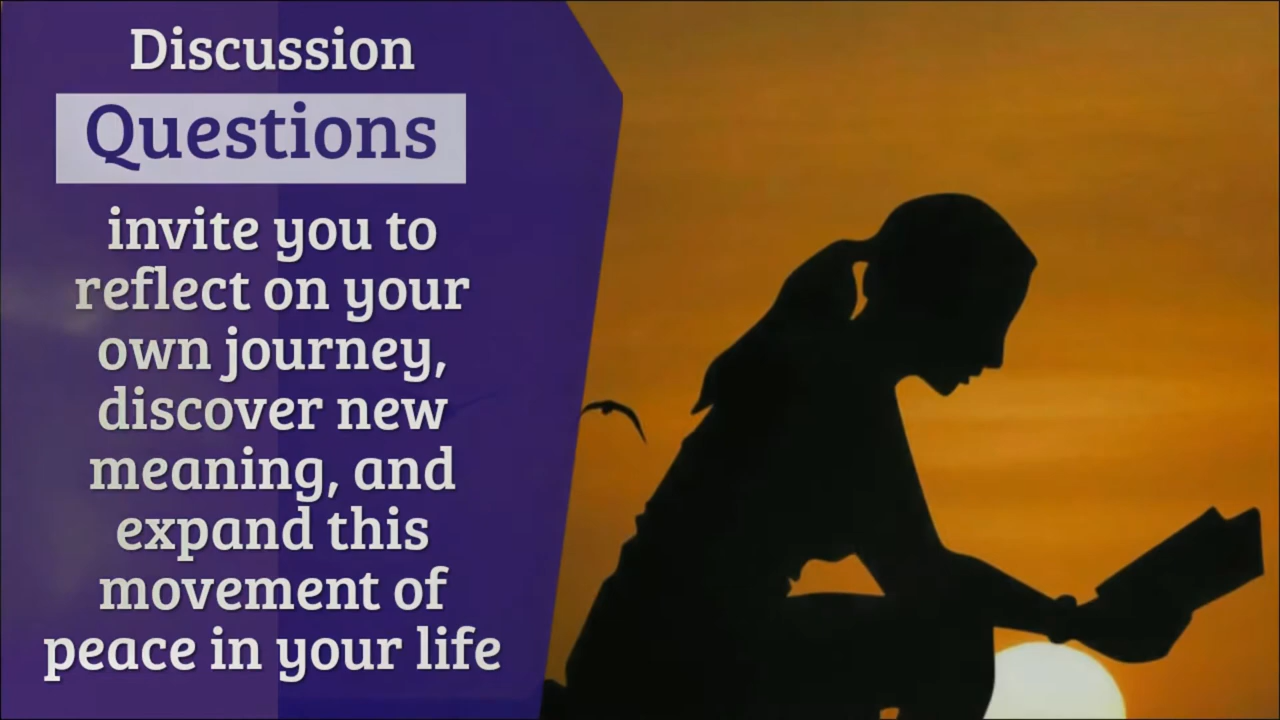 Discussion
Questions
invite you to
reflect on your
own journey,
discover new
meaning, and
expand this
movement of
peace in your life